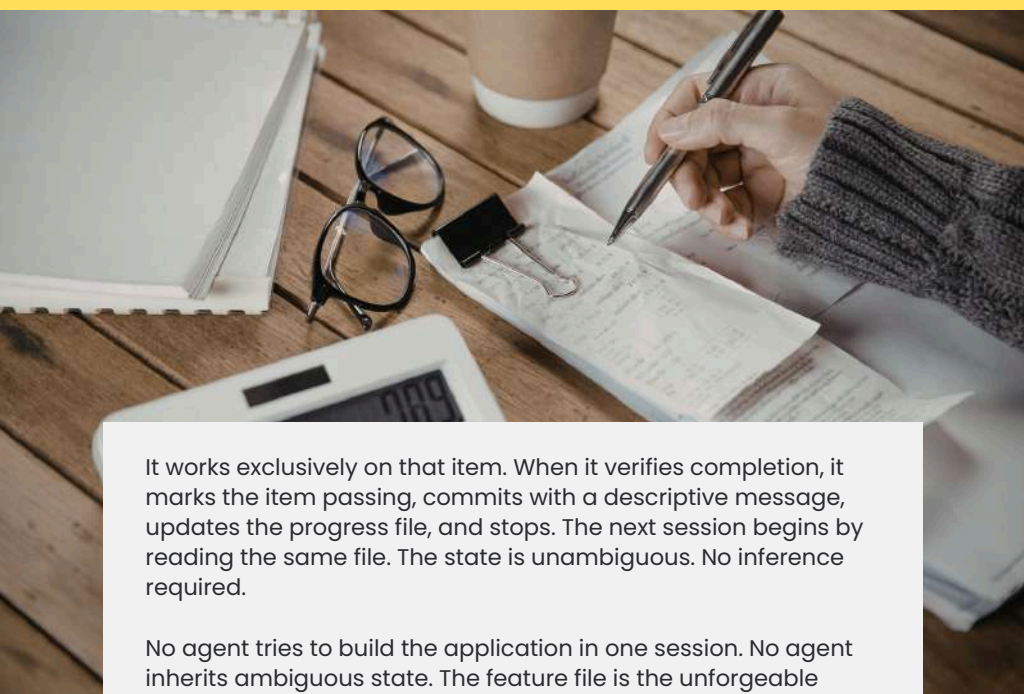 789
It works exclusively on that item. When it verifies completion, it
marks the item passing, commits with a descriptive message,
updates the progress file, and stops. The next session begins by
reading the same file. The state is unambiguous. No inference
required.
No agent tries to build the application in one session. No agent
inherits ambiguous state. The feature file is the unforgeable